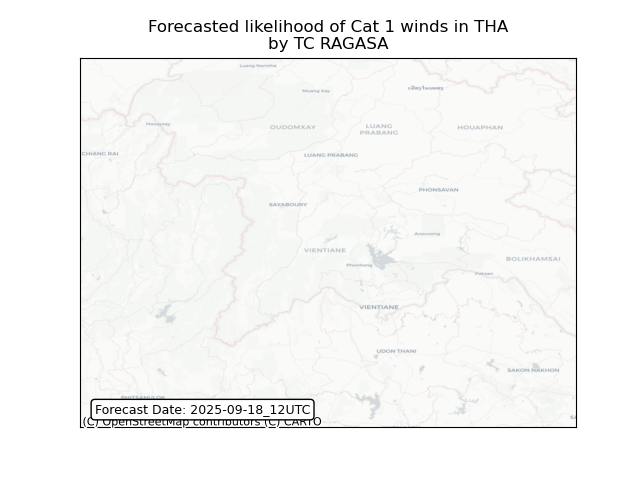 Forecasted likelihood of Cat 1 winds in THA
by TC RAGASA
Luang Namtha
Muang Xay
Houayxay
OUDOMXAY
LUANG
PRABANG
HOUAPHAN
CHIANG RAI
LUANG PRABANG
PHONSAVAN
SAYABOURY
Anouvong
VIENTIANE
BOLIKHAMSAI
Phonhong
Pakxan
VIENTIANE
UDON THANI
SAKON NAKHON
PHITSANULOK
Forecast Date: 2025-09-18_12UTC
(C) OpenStreetMap contributors (C) CARTO